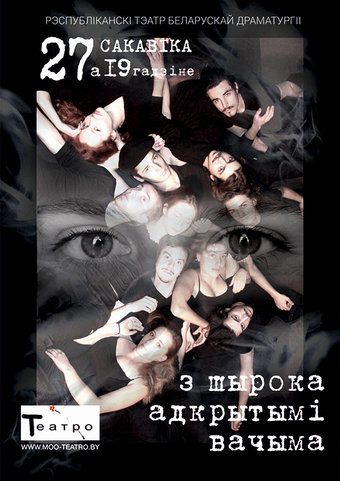 РЭСПУБЛІКАНСКІ ТЭАТР БЕЛАРУСКАЙ ДРАМАТУРГІІ
27 САКАВІКА
а 19 гадзіне
з шырока
адкрытымі
вачыма
Театро
WWW.MOO-TEATRO.BY